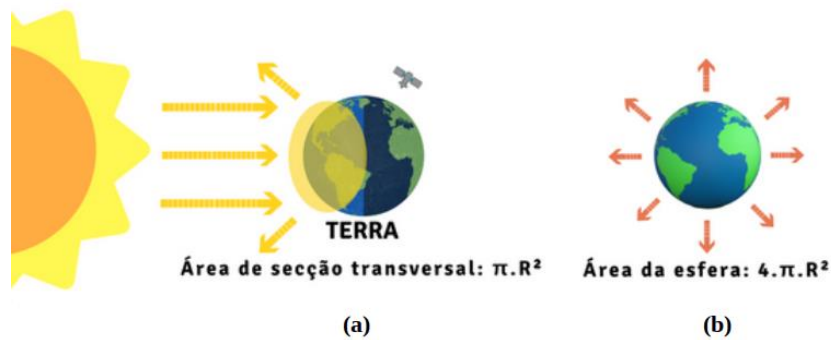 TERRA
Área de secção transversal: π.R²
Área da esfera: 4.π.R²
(a)
(b)